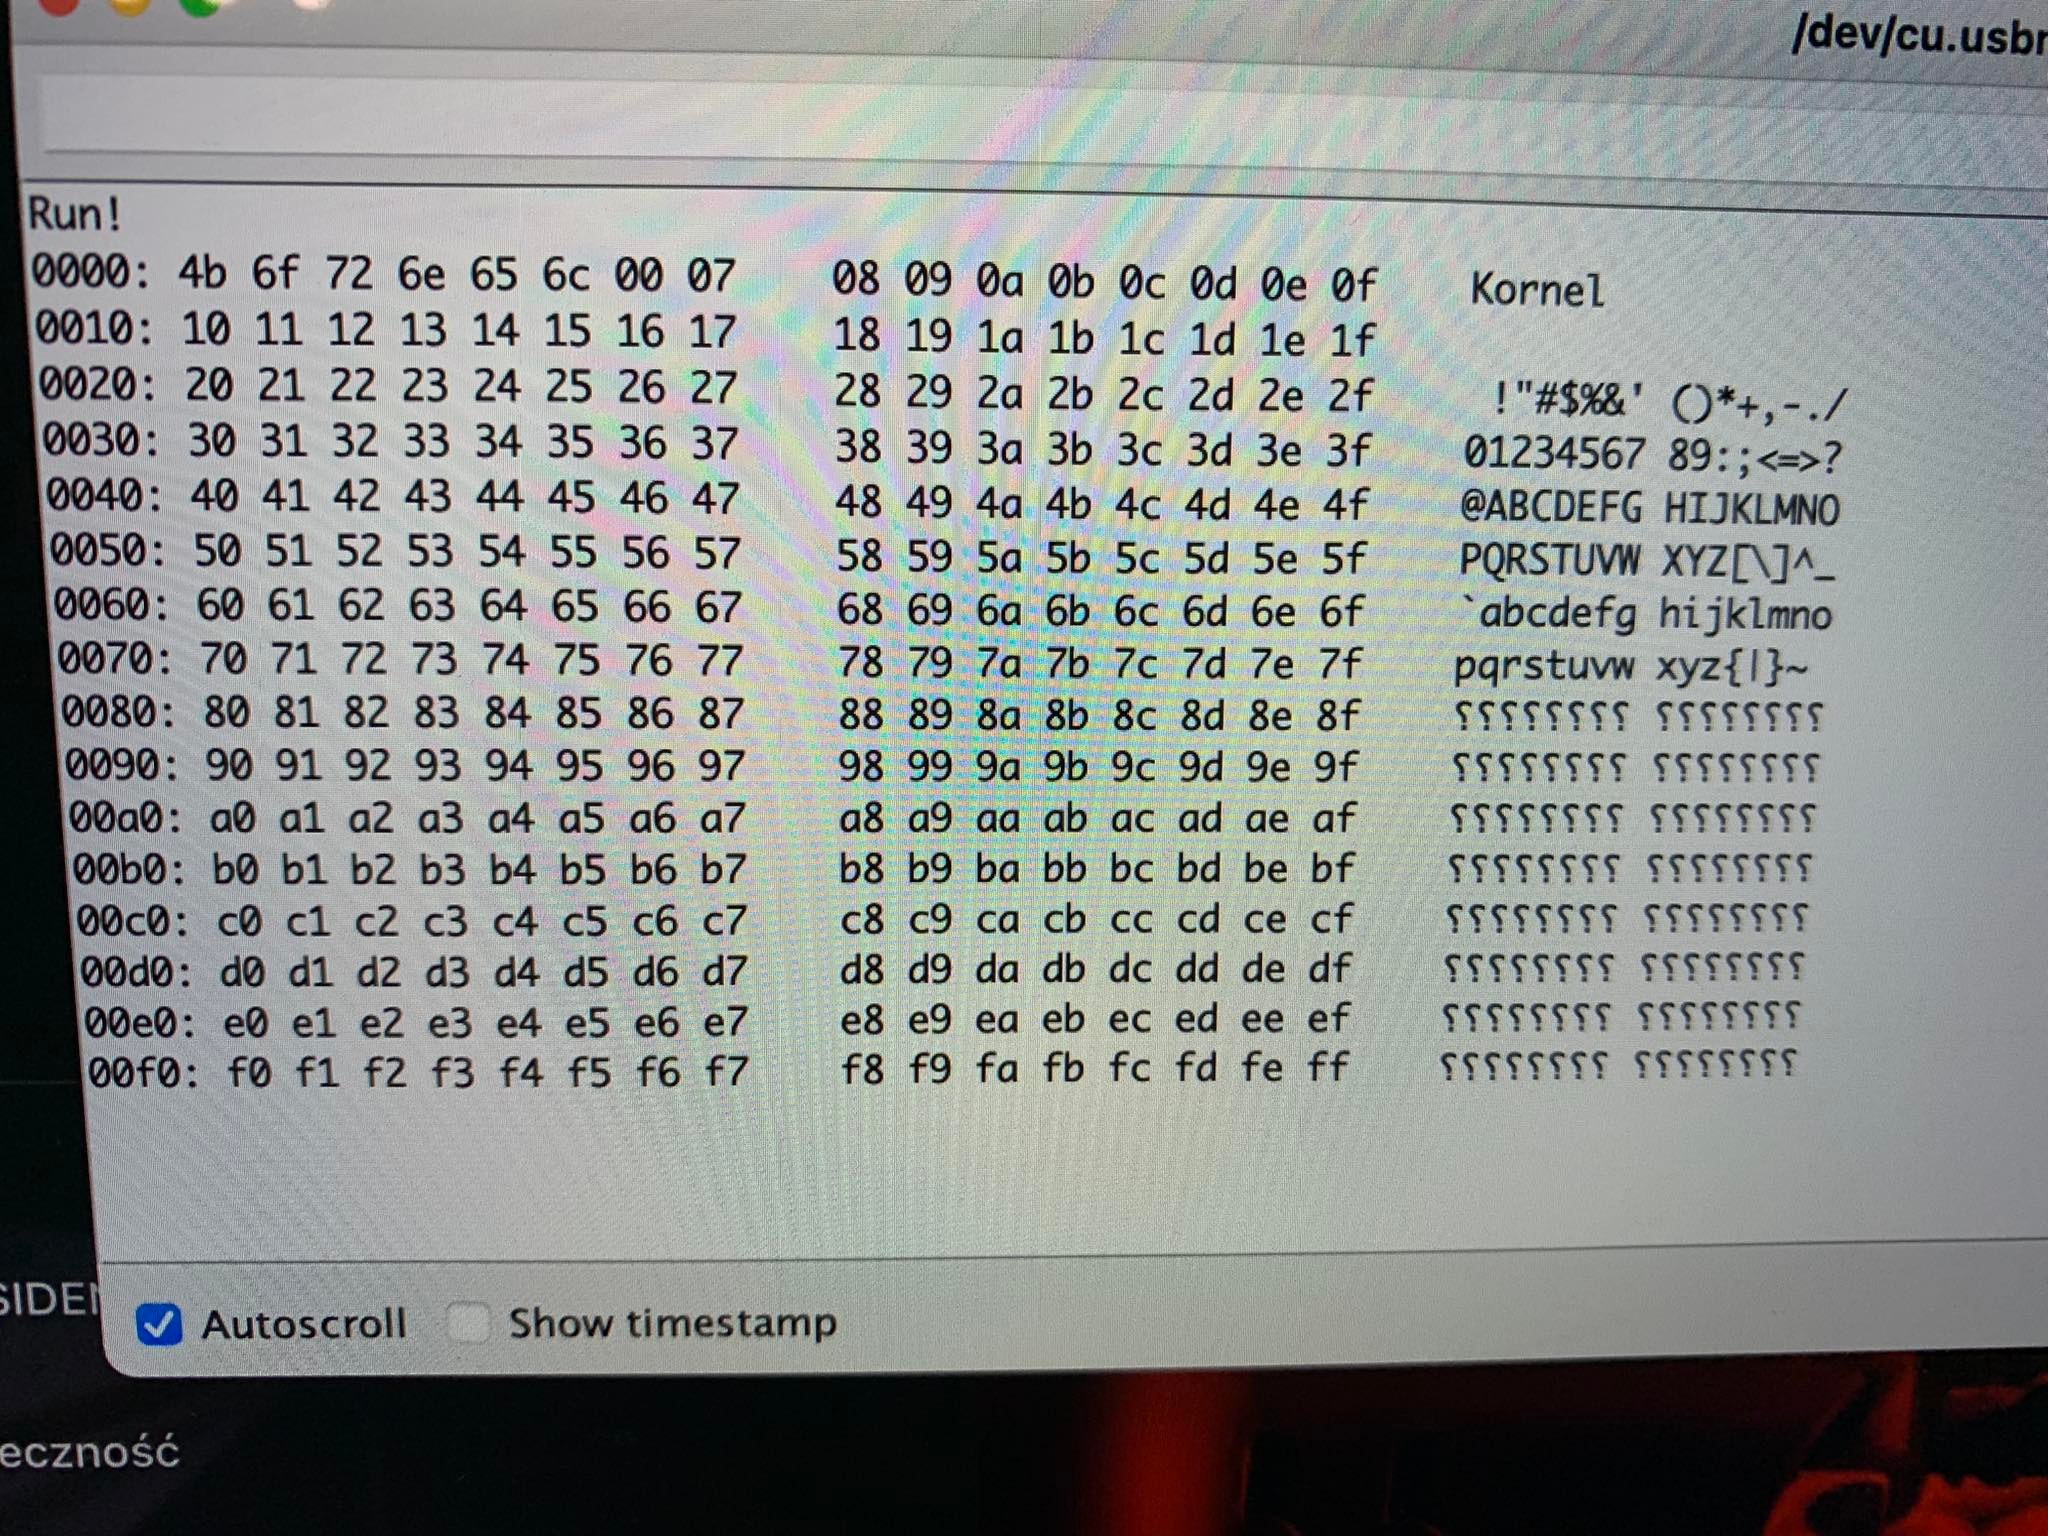 /dev/cu.usb
Run!
0000: 4b 6f 72 6e 65 6c 00 07 08 09 0a 0b 0c 0d 0e 0f Kornel
0010: 10 11 12 13 14 15 16 17 18 19 1a 1b 1c 1d 1e 1f
0020: 20 21 22 23 24 25 26 27 28 29 2a 2b 2c 2d 2e 2f !"#$%&' ()*+,-./
0030: 30 31 32 33 34 35 36 37 38 39 3a 3b 3c 3d 3e 3f 01234567 89:;<=>?
0040: 40 41 42 43 44 45 46 47 48 49 4a 4b 4c 4d 4e 4f @ABCDEFG HIJKLMNO
0050: 50 51 52 53 54 55 56 57 58 59 5a 5b 5c 5d 5e 5f PQRSTUVW XYZ[\]^_
0060: 60 61 62 63 64 65 66 67 68 69 6a 6b 6c 6d 6e 6f `abcdefg hijklmno
0070: 70 71 72 73 74 75 76 77 78 79 7a 7b 7c 7d 7e 7f pqrstuvw xyz{|}~
0080: 80 81 82 83 84 85 86 87 88 89 8a 8b 8c 8d 8e 8f ⸮⸮⸮⸮⸮⸮⸮⸮ ⸮⸮⸮⸮⸮⸮⸮⸮
0090: 90 91 92 93 94 95 96 97 98 99 9a 9b 9c 9d 9e 9f ⸮⸮⸮⸮⸮⸮⸮⸮ ⸮⸮⸮⸮⸮⸮⸮⸮
00a0: a0 a1 a2 a3 a4 a5 a6 a7 a8 a9 aa ab ac ad ae af ⸮⸮⸮⸮⸮⸮⸮⸮ ⸮⸮⸮⸮⸮⸮⸮⸮
00b0: b0 b1 b2 b3 b4 b5 b6 b7 b8 b9 ba bb bc bd be bf ⸮⸮⸮⸮⸮⸮⸮⸮ ⸮⸮⸮⸮⸮⸮⸮⸮
00c0: c0 c1 c2 c3 c4 c5 c6 c7 c8 c9 ca cb cc cd ce cf ⸮⸮⸮⸮⸮⸮⸮⸮ ⸮⸮⸮⸮⸮⸮⸮⸮
00d0: d0 d1 d2 d3 d4 d5 d6 d7 d8 d9 da db dc dd de df ⸮⸮⸮⸮⸮⸮⸮⸮ ⸮⸮⸮⸮⸮⸮⸮⸮
00e0: e0 e1 e2 e3 e4 e5 e6 e7 e8 e9 ea eb ec ed ee ef ⸮⸮⸮⸮⸮⸮⸮⸮ ⸮⸮⸮⸮⸮⸮⸮⸮
00f0: f0 f1 f2 f3 f4 f5 f6 f7 f8 f9 fa fb fc fd fe ff ⸮⸮⸮⸮⸮⸮⸮⸮ ⸮⸮⸮⸮⸮⸮⸮⸮
SIDE
Autoscroll Show timestamp
eczność